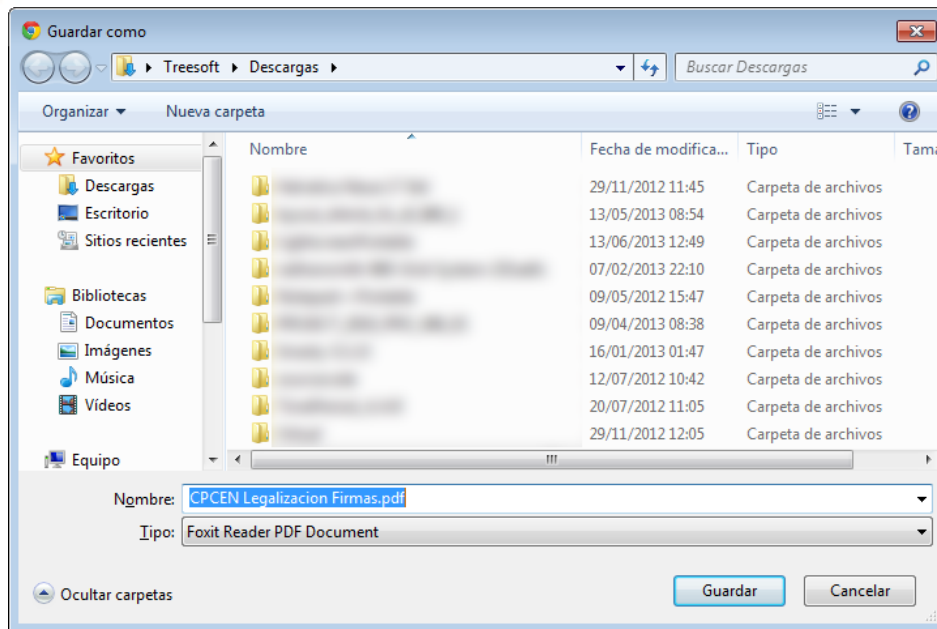 Guardar como
Treesoft Descargas Buscar Descargas
Organizar Nueva carpeta
Nombre Fecha de modifica... Tipo
Favoritos
Descargas 29/11/2012 11:45 Carpeta de archivos
Escritorio 13/05/2013 08:54 Carpeta de archivos
Sitios recientes 13/06/2013 12:49 Carpeta de archivos
07/02/2013 22:10 Carpeta de archivos
Bibliotecas 09/05/2012 15:47 Carpeta de archivos
Documentos 09/04/2013 08:38 Carpeta de archivos
Imágenes 16/01/2013 01:47 Carpeta de archivos
Música 12/07/2012 10:42 Carpeta de archivos
Vídeos 20/07/2012 11:05 Carpeta de archivos
29/11/2012 12:05 Carpeta de archivos
Equipo
Nombre: CPCEN Legalizacion Firmas.pdf
Tipo: Foxit Reader PDF Document
Ocultar carpetas Guardar Cancelar